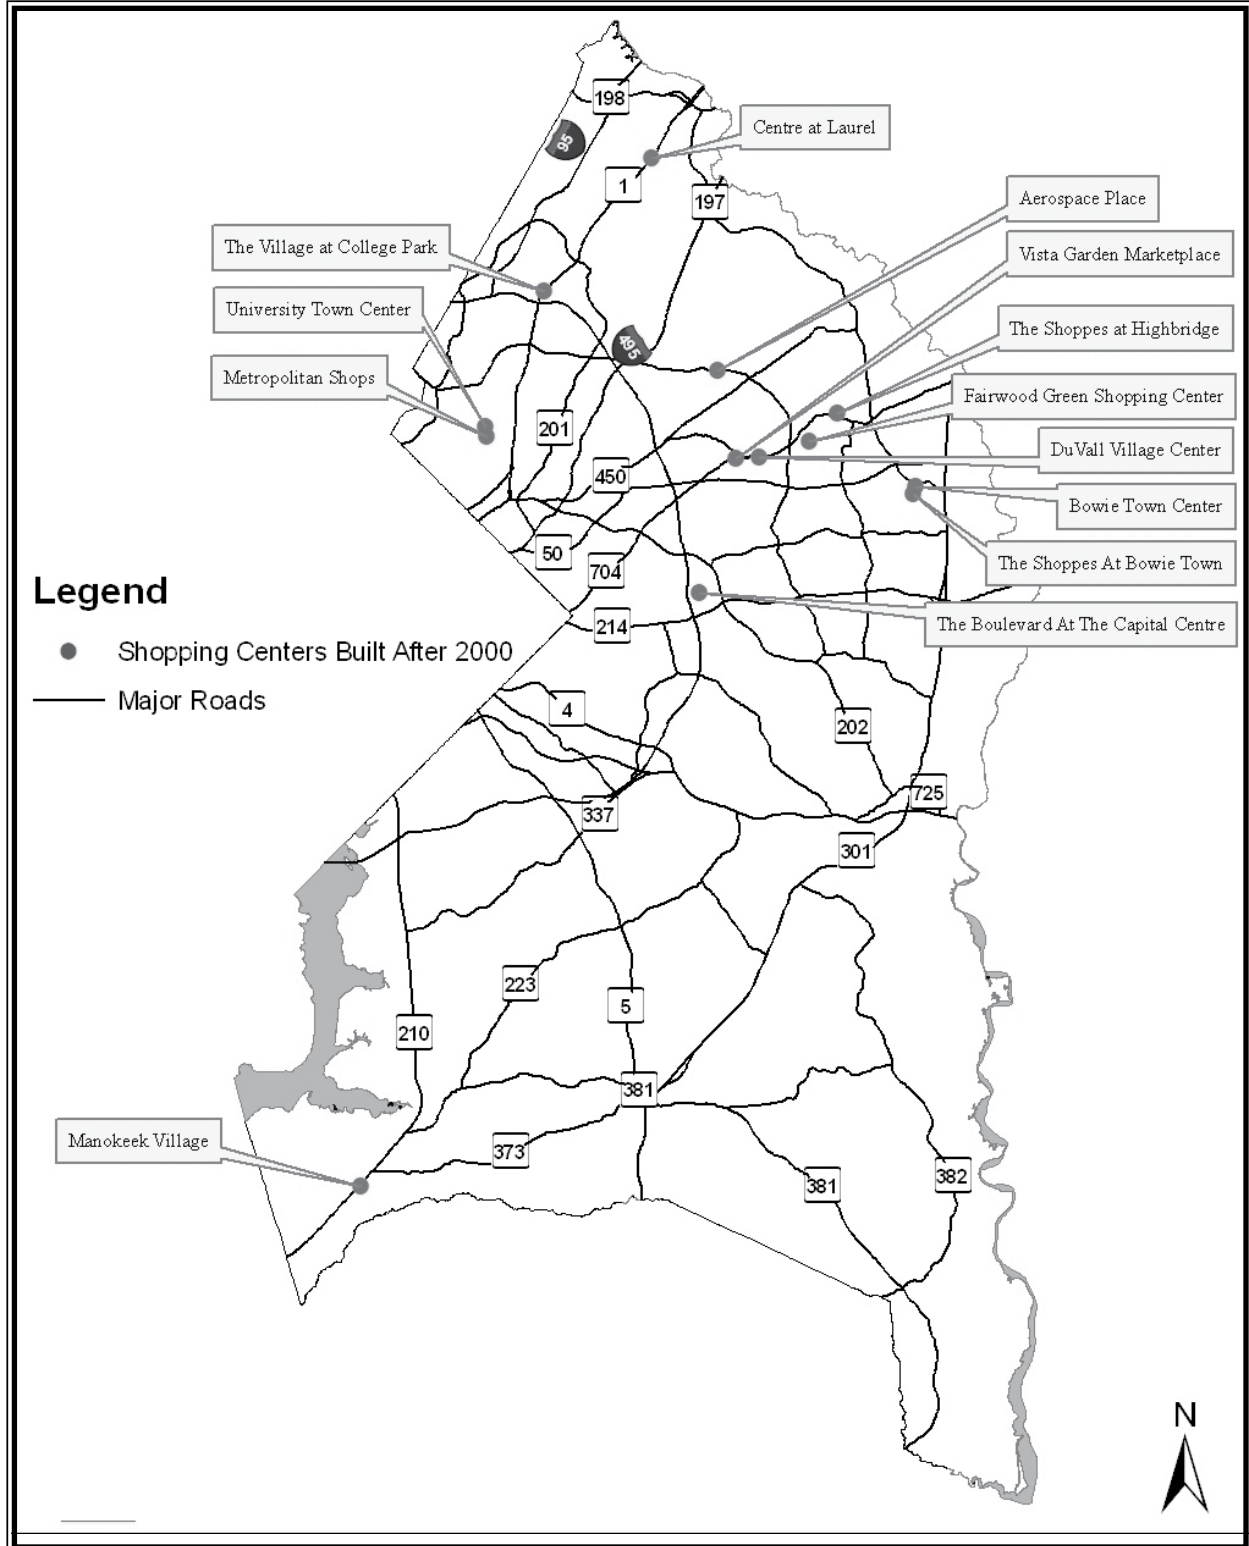 198
Centre at Laurel
95
1
197
Aerospace Place
The Village at College Park
Vista Garden Marketplace
University Town Center
The Shoppes at Highbridge
495
Metropolitan Shops
Fairwood Green Shopping Center
201
DuVall Village Center
450
Bowie Town Center
50
704
The Shoppes At Bowie Town
Legend
214
The Boulevard At The Capital Centre
Shopping Centers Built After 2000
Major Roads
4
202
725
337
301
223
5
210
381
Manokeek Village
373
381
382
N